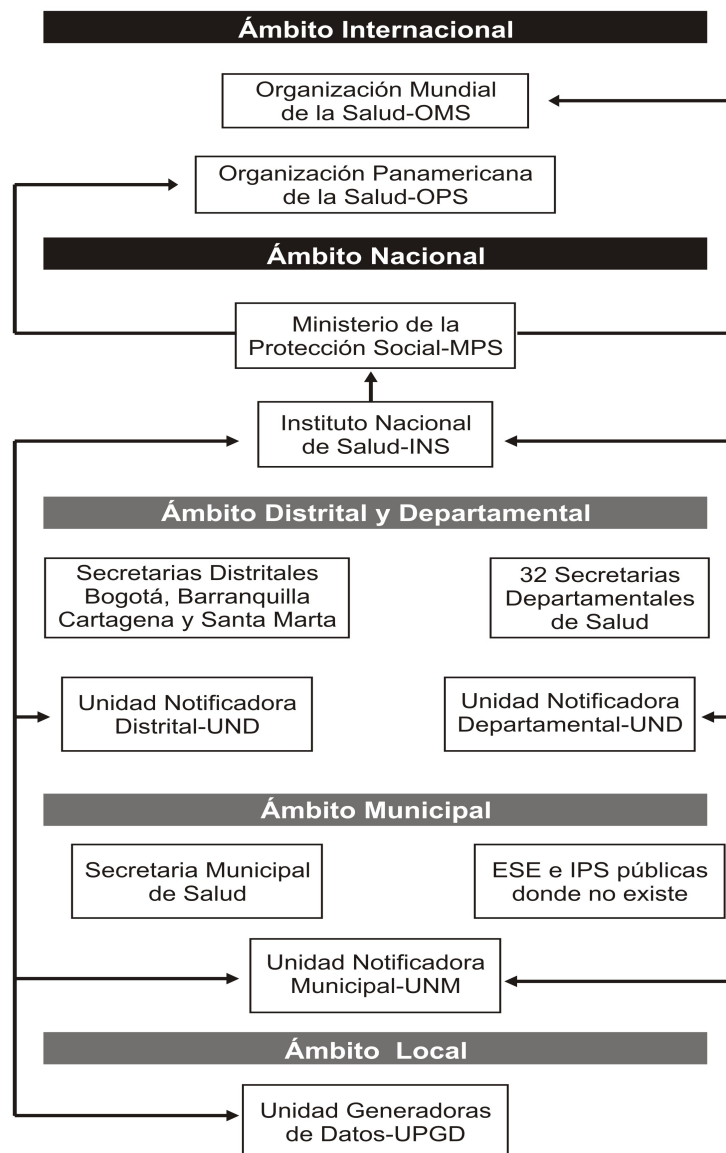 Ámbito Internacional
Organización Mundial
de la Salud-OMS
Organización Panamericana
de la Salud-OPS
Ámbito Nacional
Ministerio de la
Protección Social-MPS
Instituto Nacional
de Salud-INS
Ámbito Distrital y Departamental
Secretarias Distritales
Bogotá, Barranquilla
Cartagena y Santa Marta
32 Secretarias
Departamentales
de Salud
Unidad Notificadora
Distrital-UND
Unidad Notificadora
Departamental-UND
Ámbito Municipal
Secretaria Municipal
de Salud
ESE e IPS públicas
donde no existe
Unidad Notificadora
Municipal-UNM
Ámbito Local
Unidad Generadoras
de Datos-UPGD